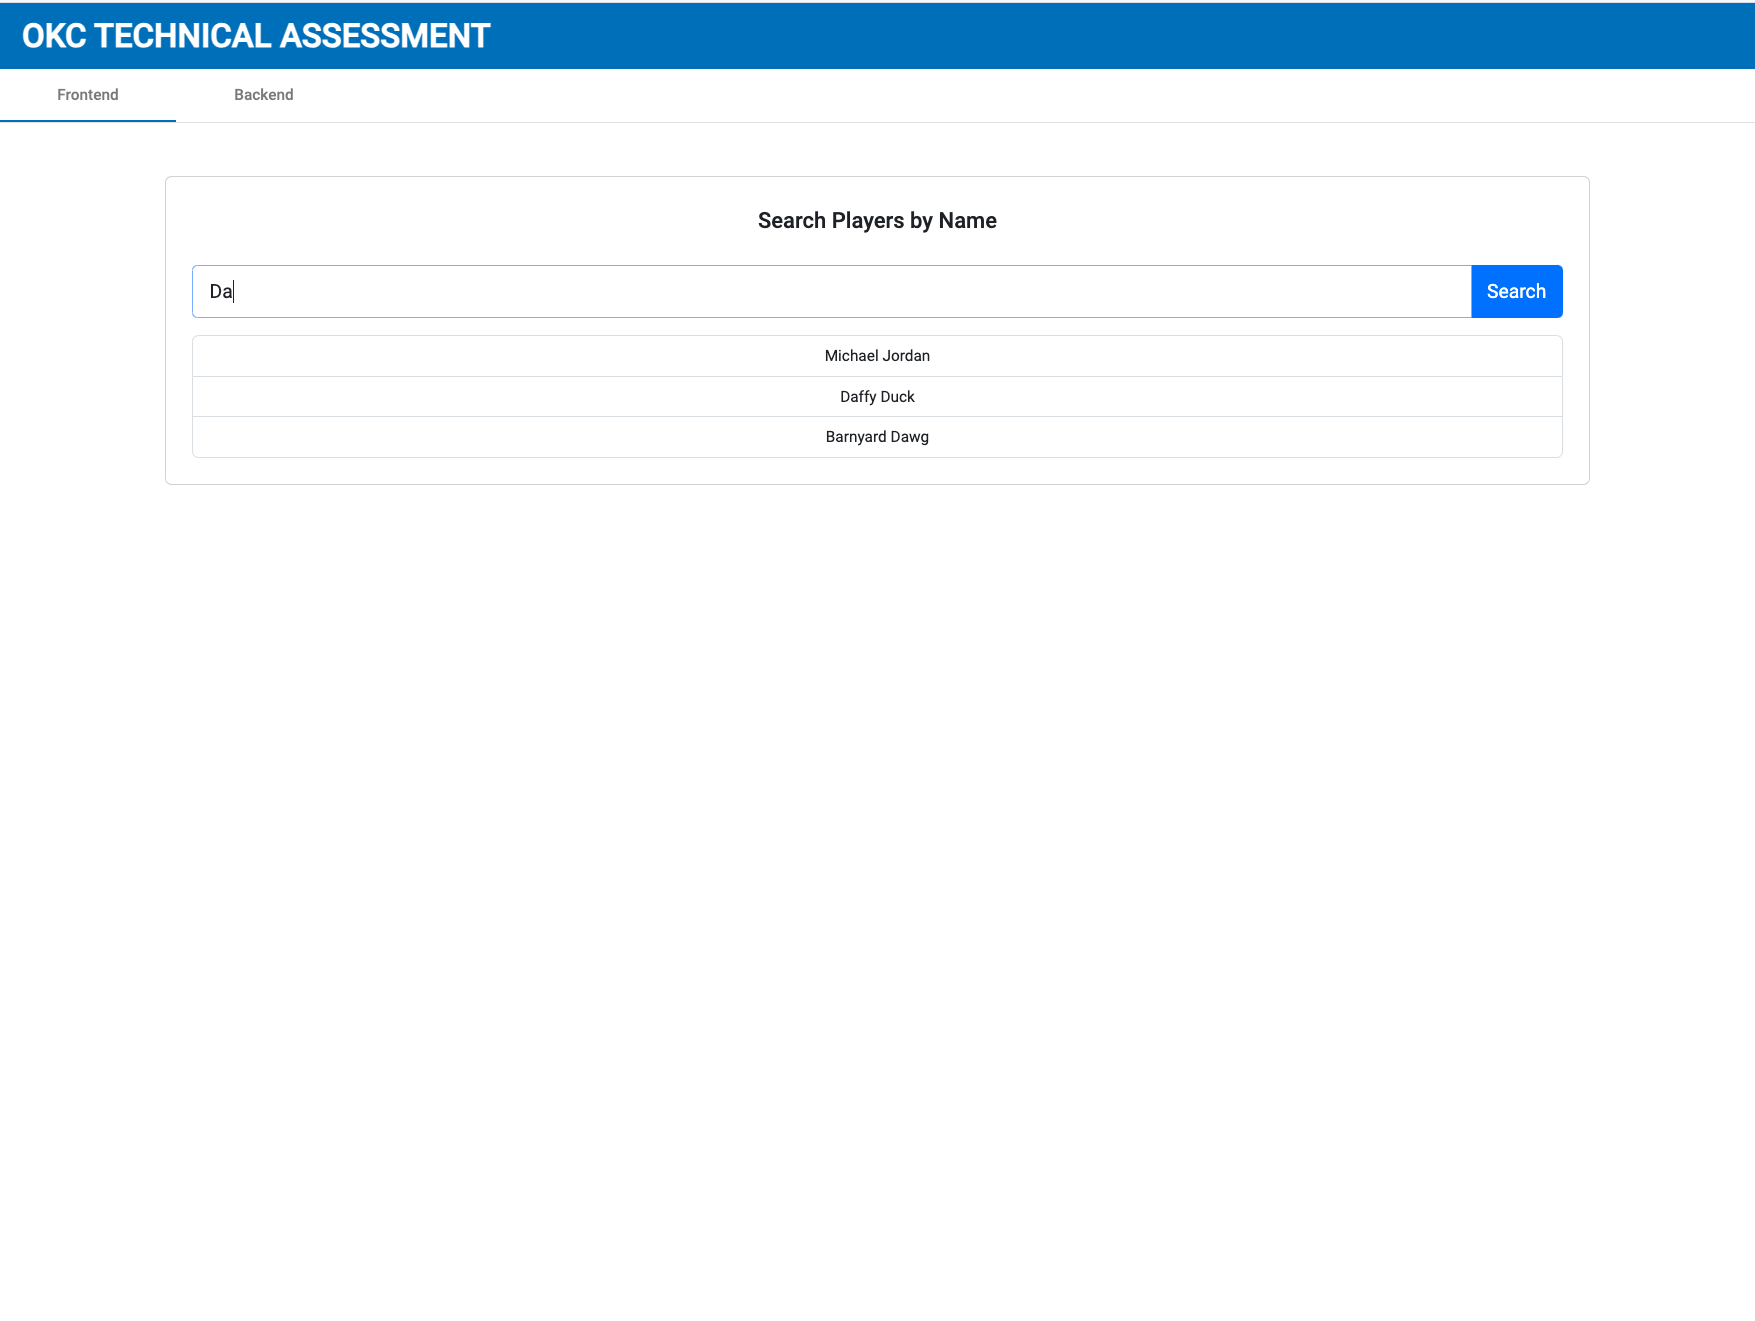 OKC TECHNICAL ASSESSMENT
Frontend Backend
Search Players by Name
Da Search
Michael Jordan
Daffy Duck
Barnyard Dawg